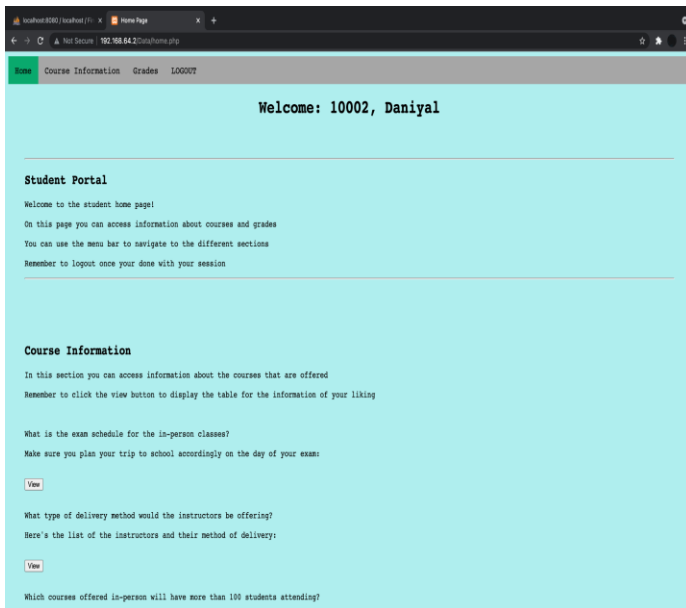 localhost:8080 / localhost / Fi
Home Page
Not Secure
192.168.64.2/Data/home.php
Home Course Information Grades LOGOUT
Welcome: 10002, Daniyal
Student Portal
Welcome to the student home page!
On this page you can access information about courses and grades
You can use the menu bar to navigate to the different sections
Remember to logout once your done with your session
Course Information
In this section you can access information about the courses that are offered
Remember to click the view button to display the table for the information of your liking
What is the exam schedule for the in-person classes?
Make sure you plan your trip to school accordingly on the day of your exam:
View
What type of delivery method would the instructors be offering?
Here's the list of the instructors and their method of delivery:
View
Which courses offered in-person will have more than 100 students attending?